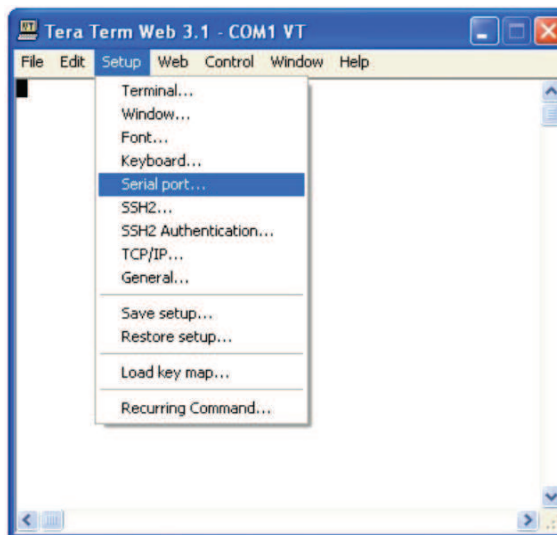 Tera Term Web 3.1 - COM1 VT
File Edit Setup Web Control Window Help
Terminal...
Window...
Font...
Keyboard...
Serial port...
SSH2...
SSH2 Authentication...
TCP/IP...
General...
Save setup...
Restore setup...
Load key map...
Recurring Command...